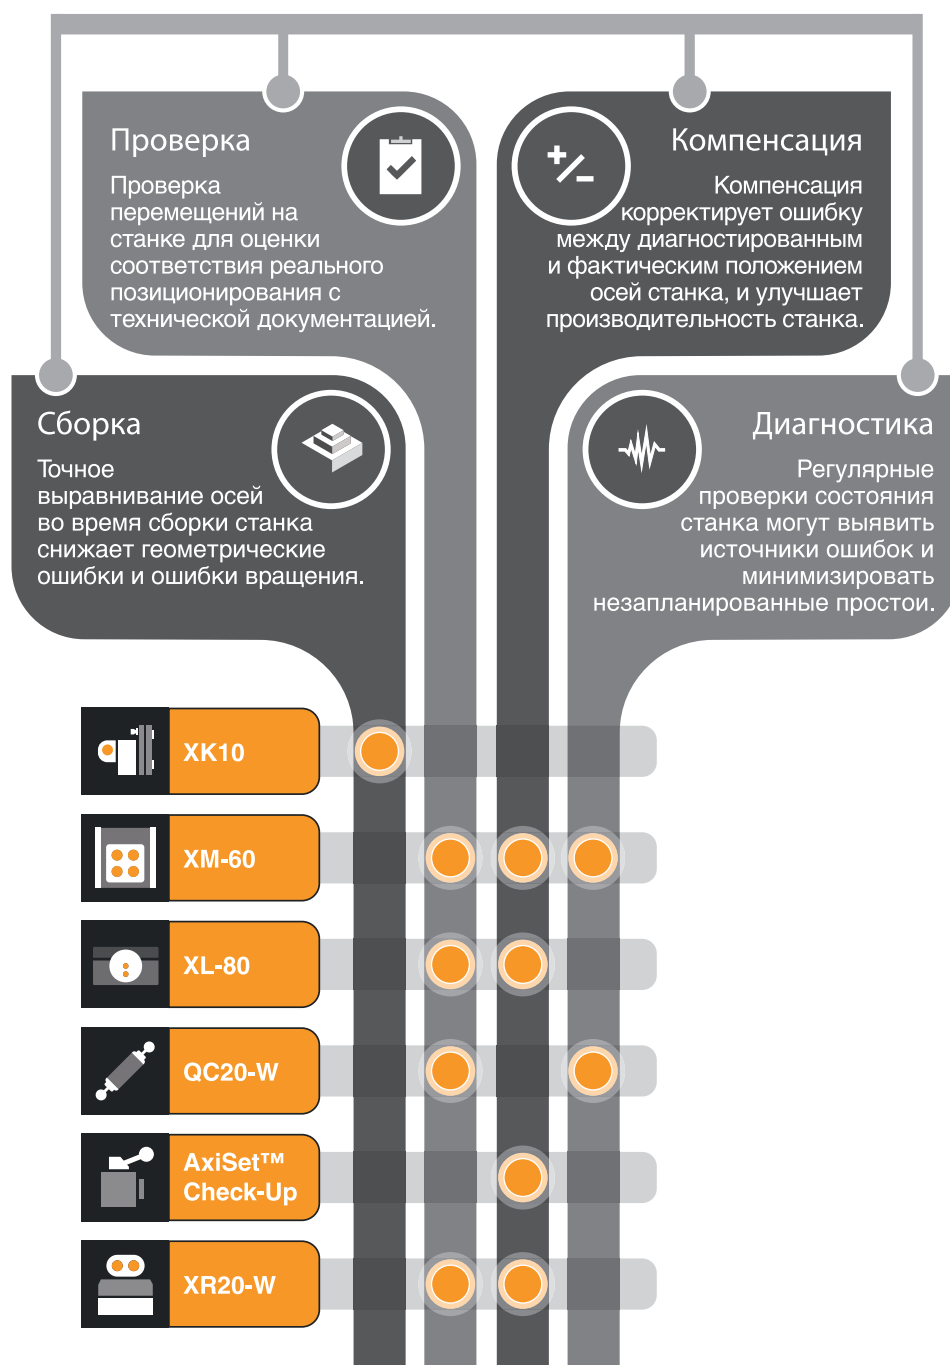 Проверка
Проверка
перемещений на
станке для оценки
соответствия реального
позиционирования с
технической документацией.
Компенсация
Компенсация
корректирует ошибку
между диагностированным
и фактическим положением
осей станка, и улучшает
производительность станка.
Сборка
Точное
выравнивание осей
во время сборки станка
снижает геометрические
ошибки и ошибки вращения.
Диагностика
Регулярные
проверки состояния
станка могут выявить
источники ошибок и
минимизировать
незапланированные простои.
XK10
XM-60
XL-80
QC20-W
AxiSet™
Check-Up
XR20-W